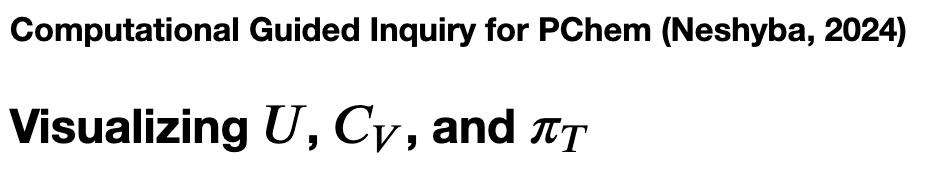 Computational Guided Inquiry for PChem (Neshyba, 2024)
Visualizing U, C_V, and π_T